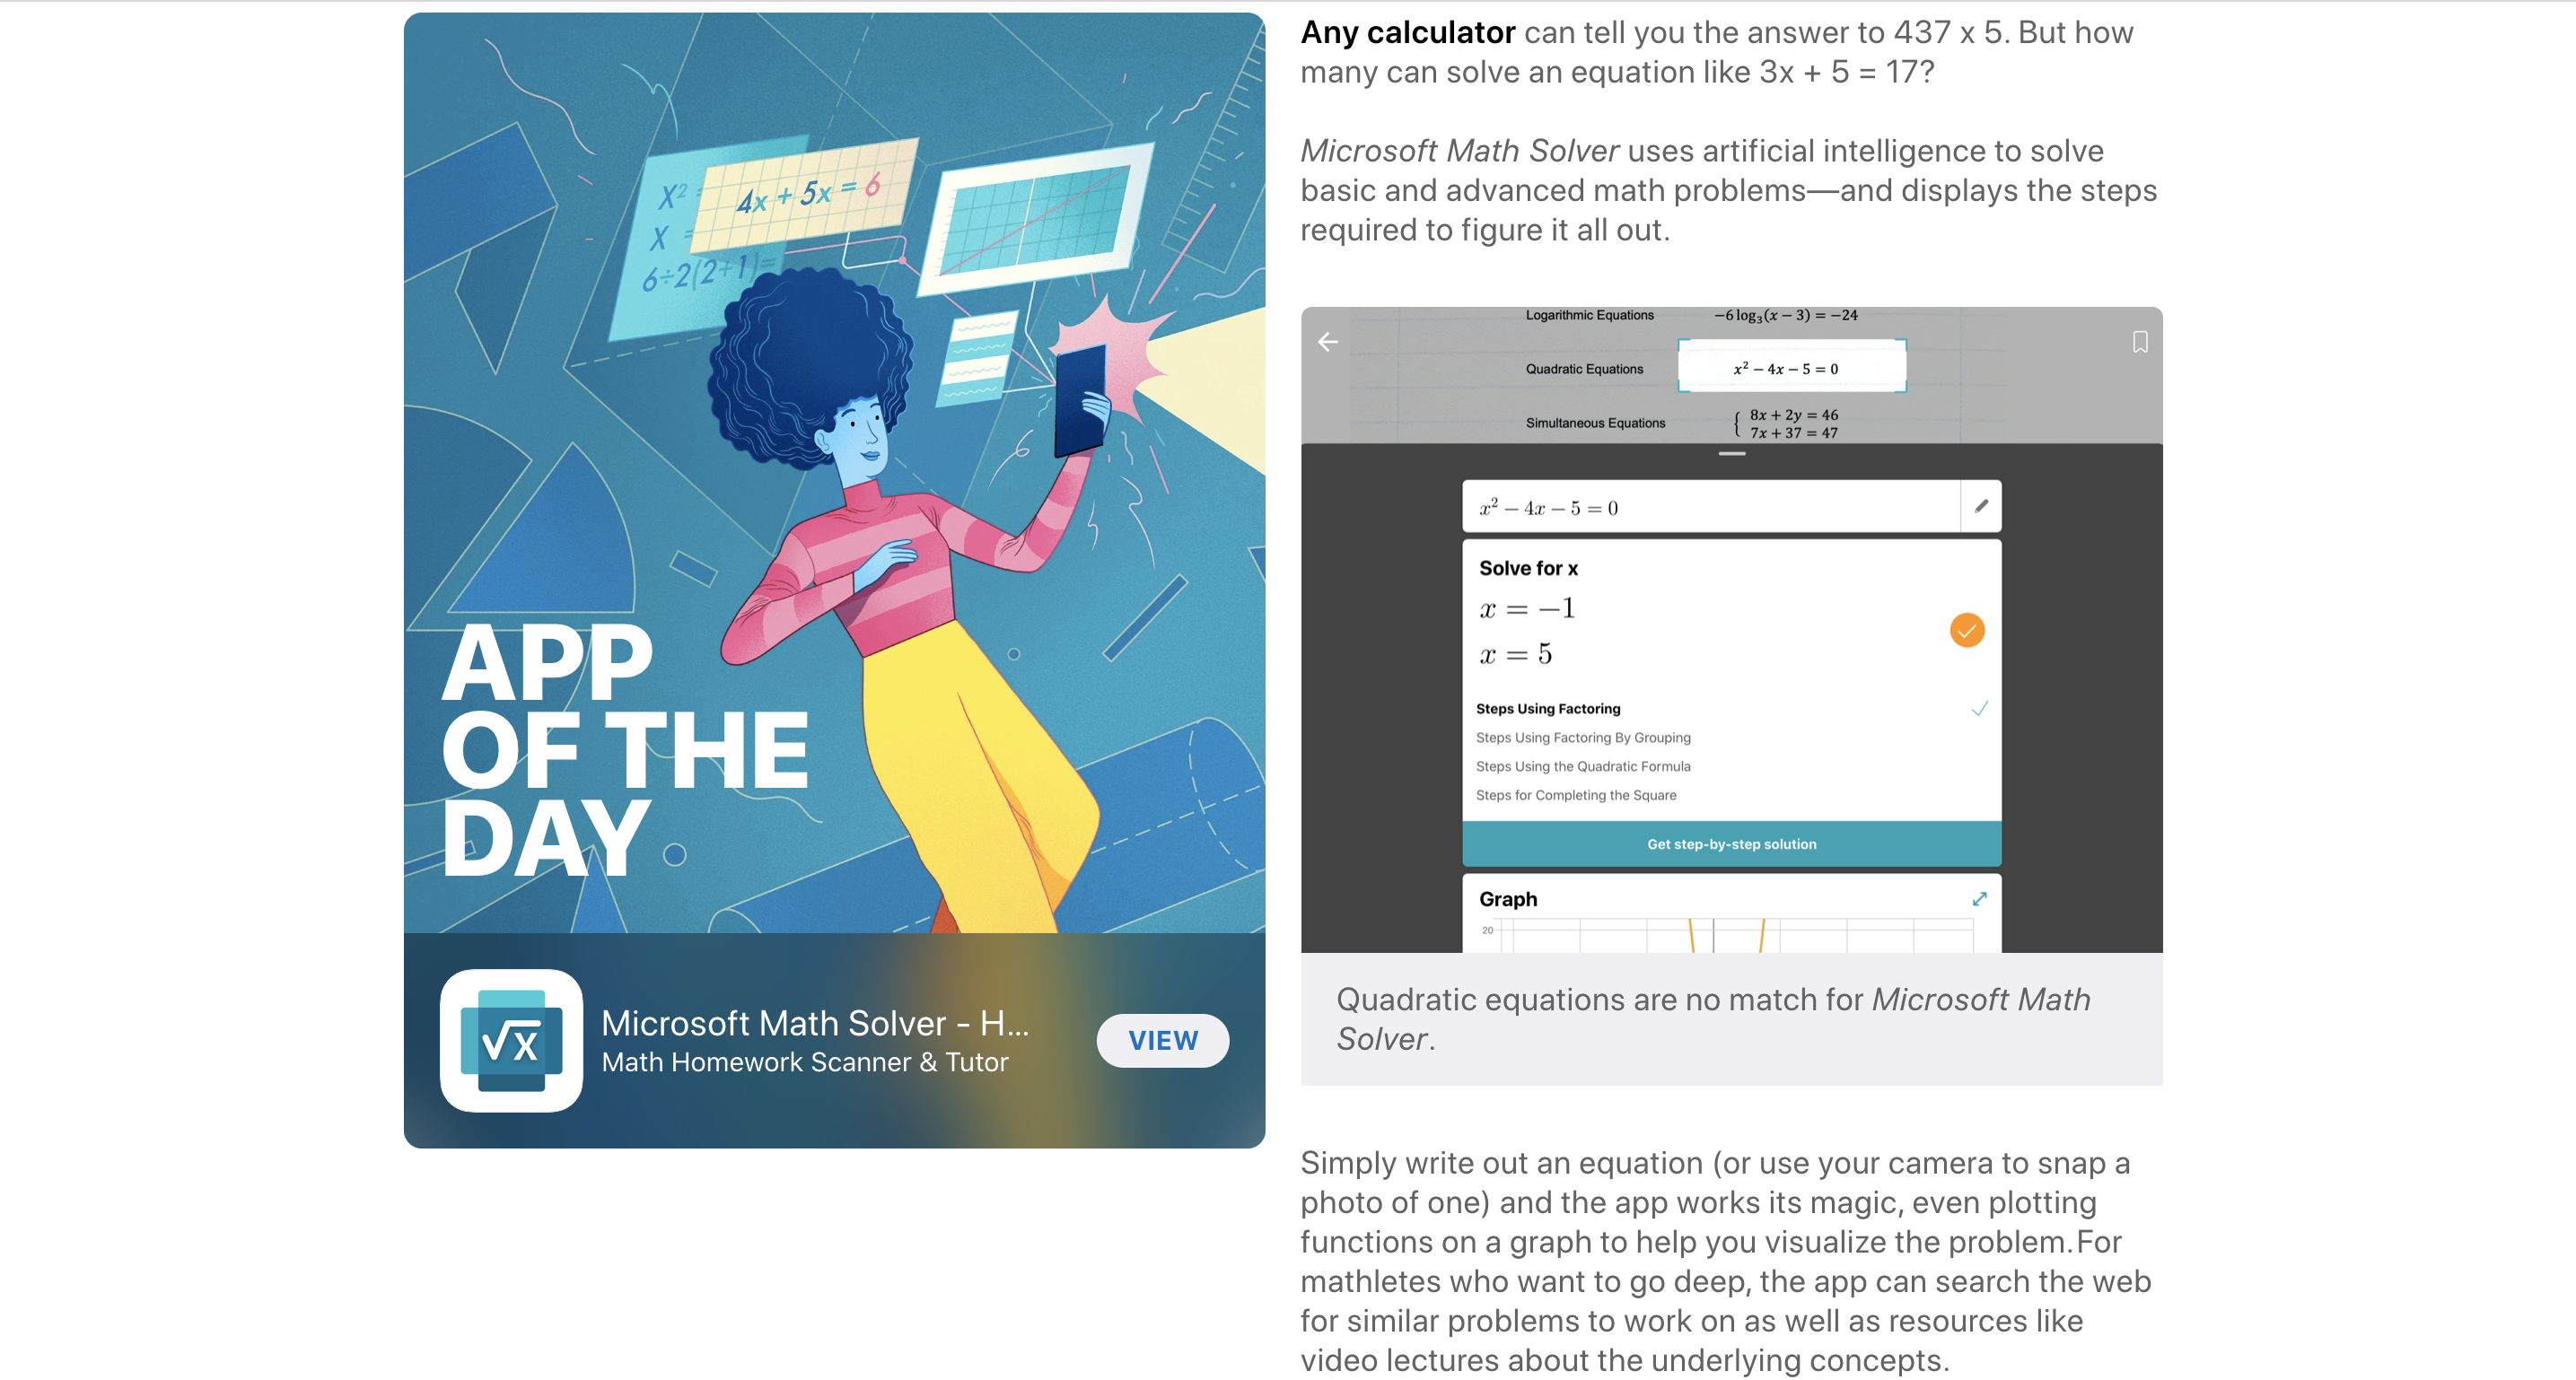 X² =
X =
6÷2(2+1)=
4x + 5x = 6
APP
OF THE
DAY
Microsoft Math Solver - H...
Math Homework Scanner & Tutor
VIEW
Any calculator can tell you the answer to 437 x 5. But how
many can solve an equation like 3x + 5 = 17?
Microsoft Math Solver uses artificial intelligence to solve
basic and advanced math problems—and displays the steps
required to figure it all out.
Logarithmic Equations −6 log₃(x − 3) = −24
Quadratic Equations x² − 4x − 5 = 0
Simultaneous Equations { 8x + 2y = 46
7x + 37 = 47
x² − 4x − 5 = 0
Solve for x
x = −1
x = 5
Steps Using Factoring
Steps Using Factoring By Grouping
Steps Using the Quadratic Formula
Steps for Completing the Square
Get step-by-step solution
Graph
20
Quadratic equations are no match for Microsoft Math
Solver.
Simply write out an equation (or use your camera to snap a
photo of one) and the app works its magic, even plotting
functions on a graph to help you visualize the problem.For
mathletes who want to go deep, the app can search the web
for similar problems to work on as well as resources like
video lectures about the underlying concepts.
√x